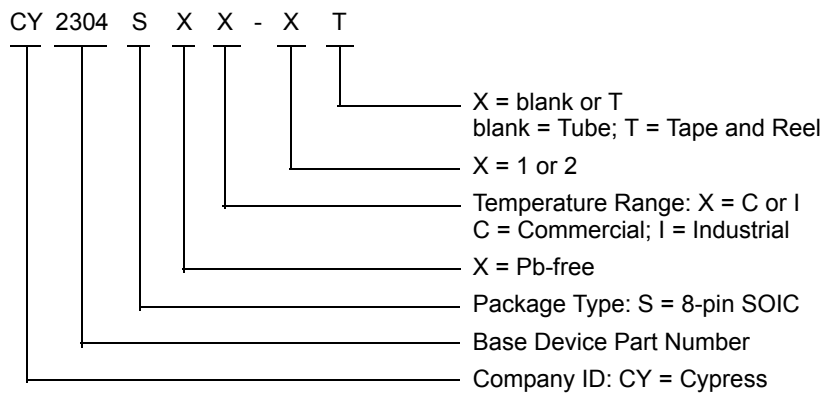 CY 2304 S X X - X T
X = blank or T
blank = Tube; T = Tape and Reel
X = 1 or 2
Temperature Range: X = C or I
C = Commercial; I = Industrial
X = Pb-free
Package Type: S = 8-pin SOIC
Base Device Part Number
Company ID: CY = Cypress